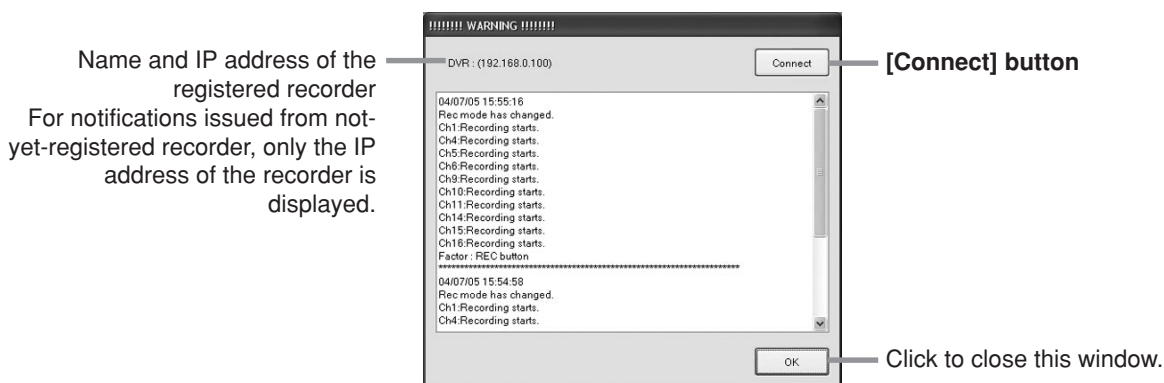 !!!!!!!! WARNING !!!!!!!!
Name and IP address of the
registered recorder
For notifications issued from not-
yet-registered recorder, only the IP
address of the recorder is
displayed.
DVR : (192.168.0.100)
Connect
[Connect] button
04/07/05 15:55:16
Rec mode has changed.
Ch1:Recording starts.
Ch4:Recording starts.
Ch5:Recording starts.
Ch6:Recording starts.
Ch9:Recording starts.
Ch10:Recording starts.
Ch11:Recording starts.
Ch14:Recording starts.
Ch15:Recording starts.
Ch16:Recording starts.
Factor : REC button
******************************************************************************
04/07/05 15:54:58
Rec mode has changed.
Ch1:Recording starts.
Ch4:Recording starts.
OK
Click to close this window.